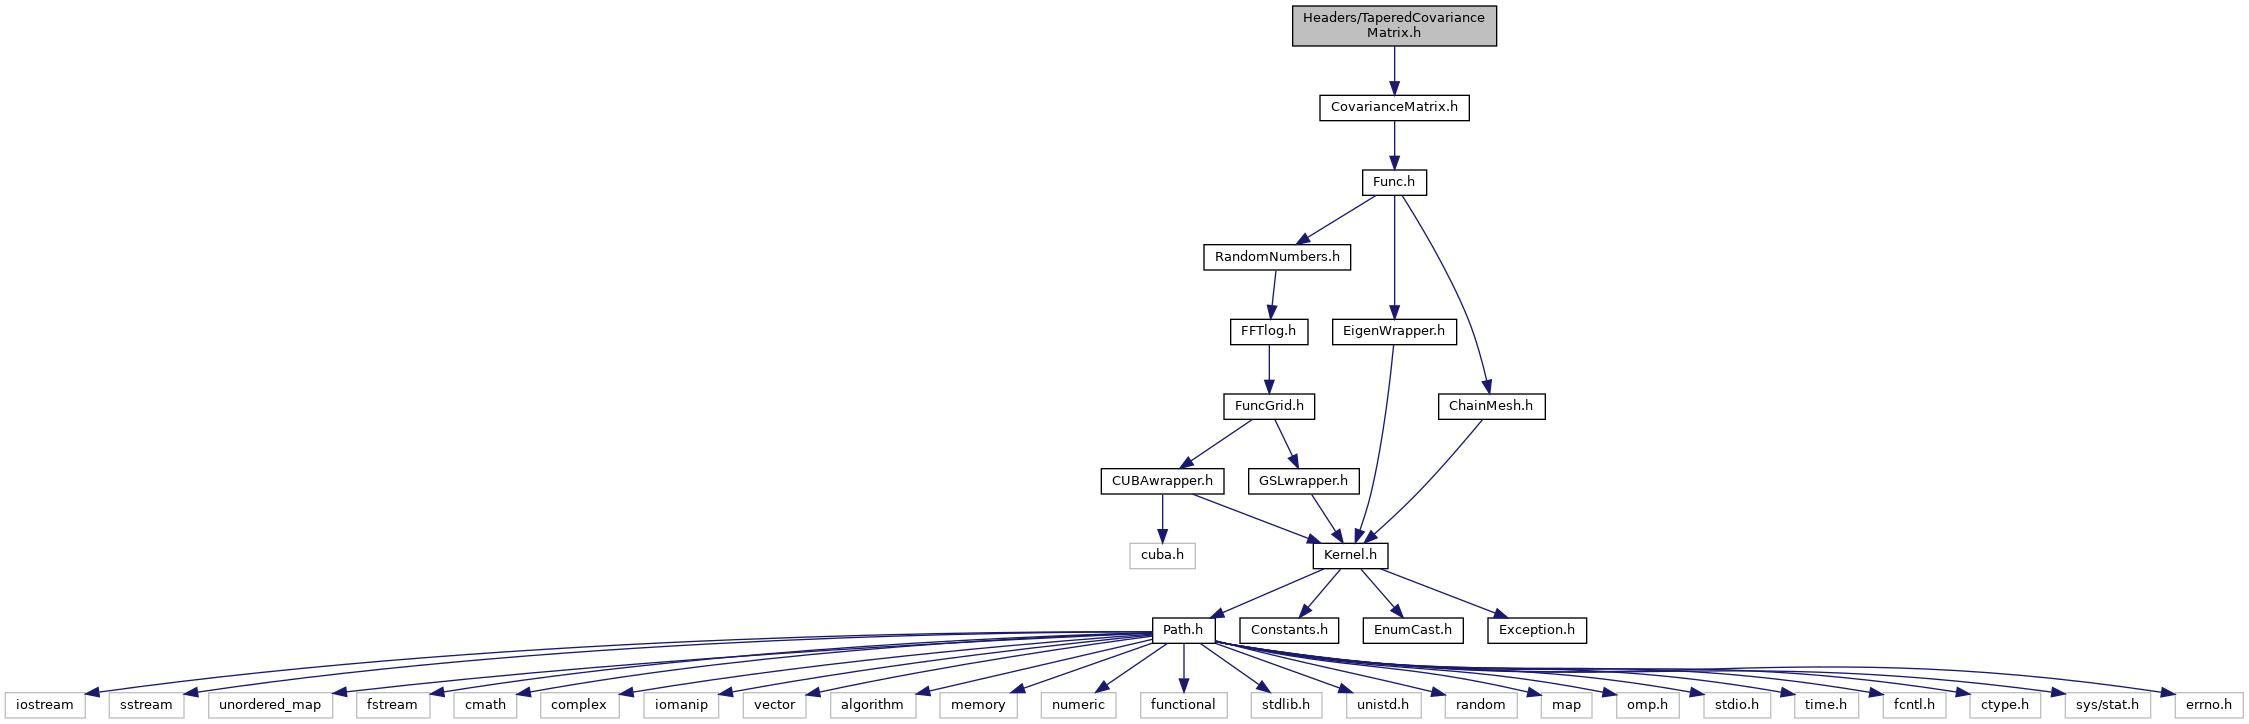 Headers/TaperedCovariance
Matrix.h
CovarianceMatrix.h
Func.h
RandomNumbers.h
FFTlog.h
EigenWrapper.h
FuncGrid.h
ChainMesh.h
CUBAwrapper.h
GSLwrapper.h
cuba.h
Kernel.h
Path.h
Constants.h
EnumCast.h
Exception.h
iostream
sstream
unordered_map
fstream
cmath
complex
iomanip
vector
algorithm
memory
numeric
functional
stdlib.h
unistd.h
random
map
omp.h
stdio.h
time.h
fcntl.h
ctype.h
sys/stat.h
errno.h